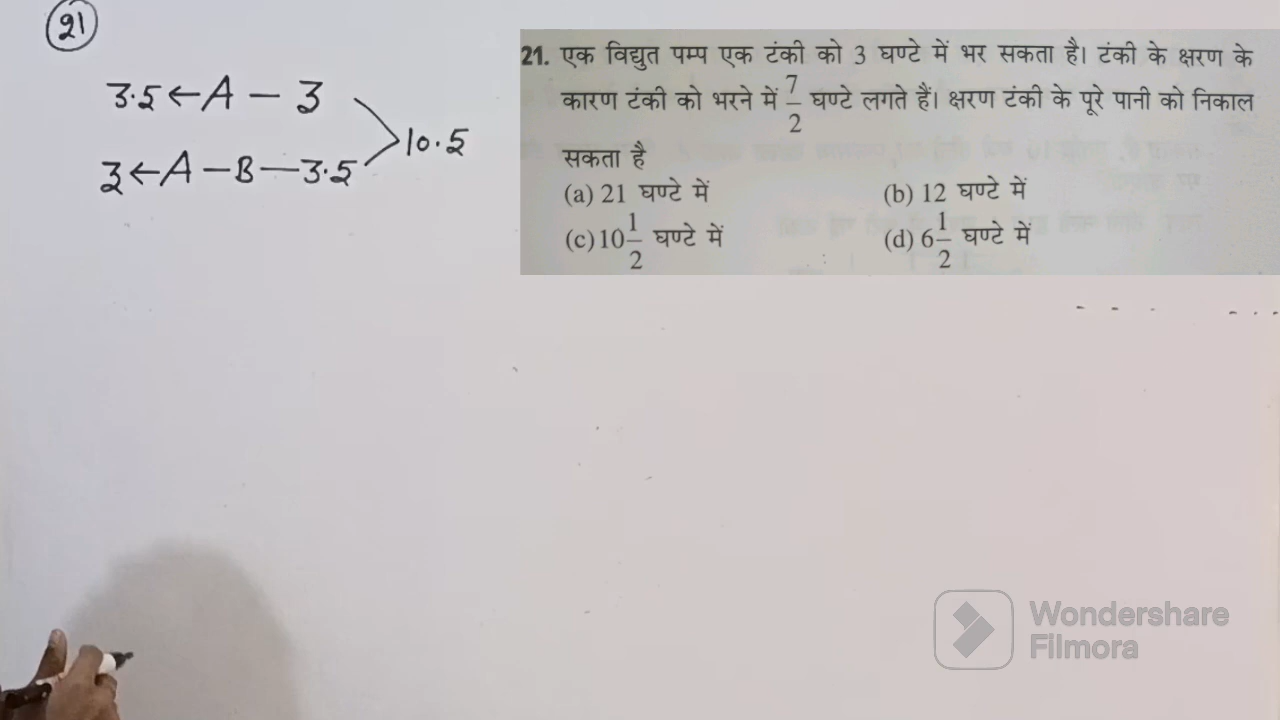 21
3.5 ← A — 3
3 ← A — B — 3.5
10.5
21. एक विद्युत पम्प एक टंकी को 3 घण्टे में भर सकता है। टंकी के क्षरण के
कारण टंकी को भरने में 7/2 घण्टे लगते हैं। क्षरण टंकी के पूरे पानी को निकाल
सकता है
(a) 21 घण्टे में (b) 12 घण्टे में
(c) 10 1/2 घण्टे में (d) 6 1/2 घण्टे में
Wondershare
Filmora